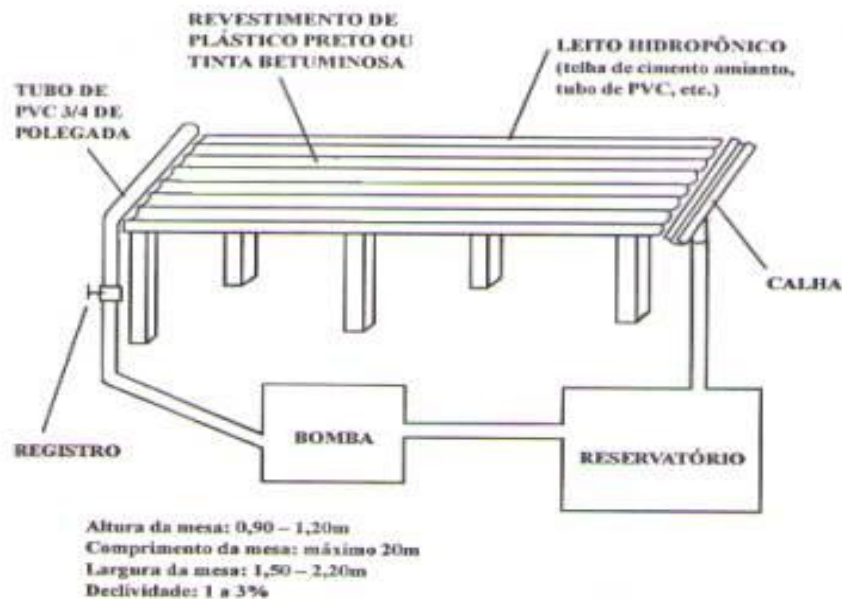 REVESTIMENTO DE
PLÁSTICO PRETO OU
TINTA BETUMINOSA
LEITO HIDROPÔNICO
(telha de cimento amianto,
tubo de PVC, etc.)
TUBO DE
PVC 3/4 DE
POLEGADA
CALHA
REGISTRO
BOMBA
RESERVATÓRIO
Altura da mesa: 0,90 – 1,20m
Comprimento da mesa: máximo 20m
Largura da mesa: 1,50 – 2,20m
Declividade: 1 a 3%